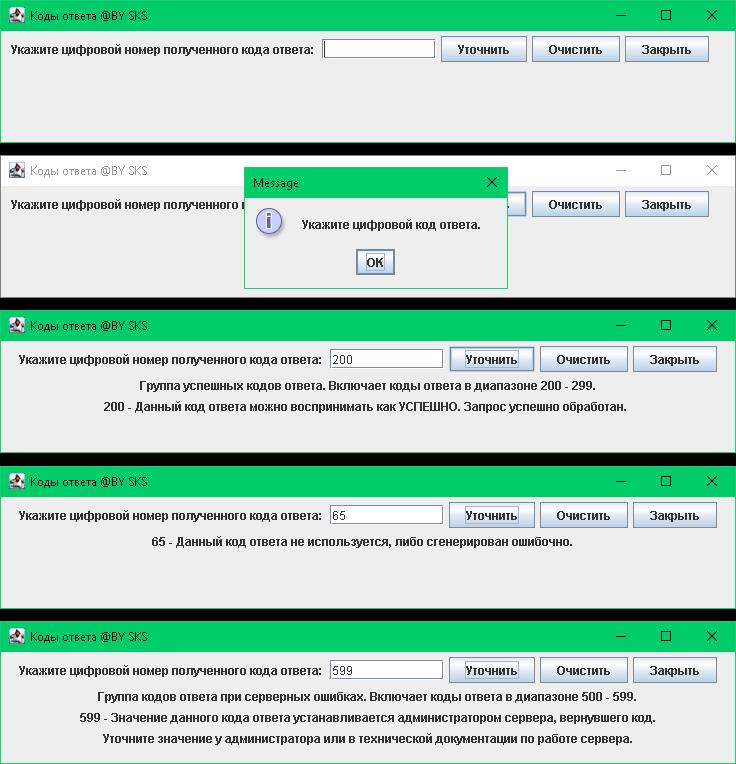 Коды ответа @BY SKS
Укажите цифровой номер полученного кода ответа: Уточнить Очистить Закрыть
Коды ответа @BY SKS
Message
Укажите цифровой номер полученного Очистить Закрыть
Укажите цифровой код ответа.
OK
Коды ответа @BY SKS
Укажите цифровой номер полученного кода ответа: 200 Уточнить Очистить Закрыть
Группа успешных кодов ответа. Включает коды ответа в диапазоне 200 - 299.
200 - Данный код ответа можно воспринимать как УСПЕШНО. Запрос успешно обработан.
Коды ответа @BY SKS
Укажите цифровой номер полученного кода ответа: 65 Уточнить Очистить Закрыть
65 - Данный код ответа не используется, либо сгенерирован ошибочно.
Коды ответа @BY SKS
Укажите цифровой номер полученного кода ответа: 599 Уточнить Очистить Закрыть
Группа кодов ответа при серверных ошибках. Включает коды ответа в диапазоне 500 - 599.
599 - Значение данного кода ответа устанавливается администратором сервера, вернувшего код.
Уточните значение у администратора или в технической документации по работе сервера.